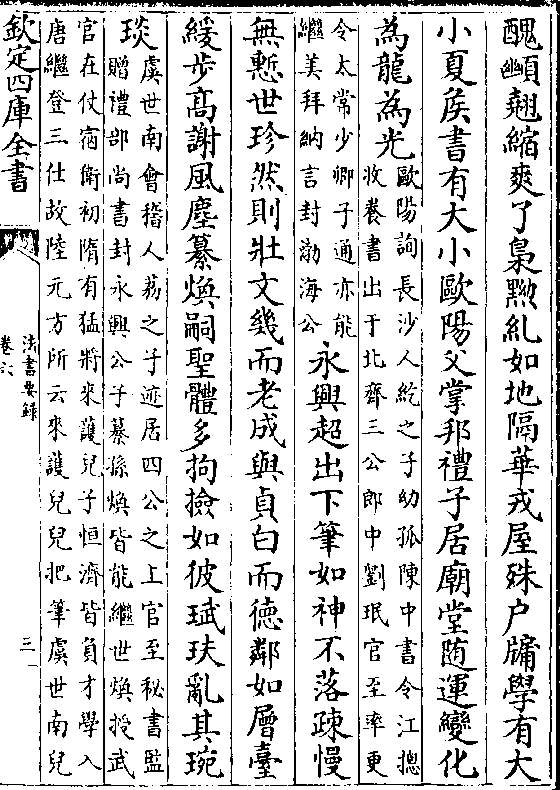 醜頵翹縮爽了梟黥糺如地隔華戎屋殊户牖學有大
小夏侯書有大小歐陽父掌邦禮子居廟堂随運變化
為龍為光
歐陽詢長沙人紇之子幼孤陳中書令江揔
收養書出于北齊三公郎中劉珉官至率更
令太常少卿子通亦能
繼美拜納言封渤海公
永興超出下筆如神不落疎慢
無慙世珍然則壯文幾而老成與貞白而德鄰如層臺
緩步髙謝風塵纂煥嗣聖體多拘撿如彼珷玞亂其琬
琰
虞世南會稽人荔之子迹居四公之上官至秘書監
贈禮部尚書封永興公子纂孫煥皆能繼世煥授武
官在仗宿衛初隋有猛將來䕶兒子恒濟皆負才學入
唐繼登三仕故陸元方所云來䕶兒兒把筆虞世南兒
欽定四庫全書
法書要録
卷六
三